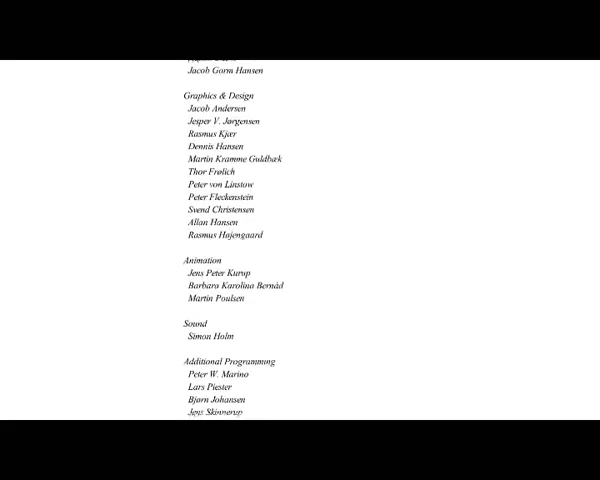 Jacob Gorm Hansen
Graphics & Design
Jacob Andersen
Jesper V. Jørgensen
Rasmus Kjær
Dennis Hansen
Martin Kramme Guldbæk
Thor Frølich
Peter von Linstow
Peter Fleckenstein
Svend Christensen
Allan Hansen
Rasmus Højengaard
Animation
Jens Peter Kurup
Barbara Karolina Bernåd
Martin Poulsen
Sound
Simon Holm
Additional Programming
Peter W. Marino
Lars Piester
Bjørn Johansen
Jens Skinnerup